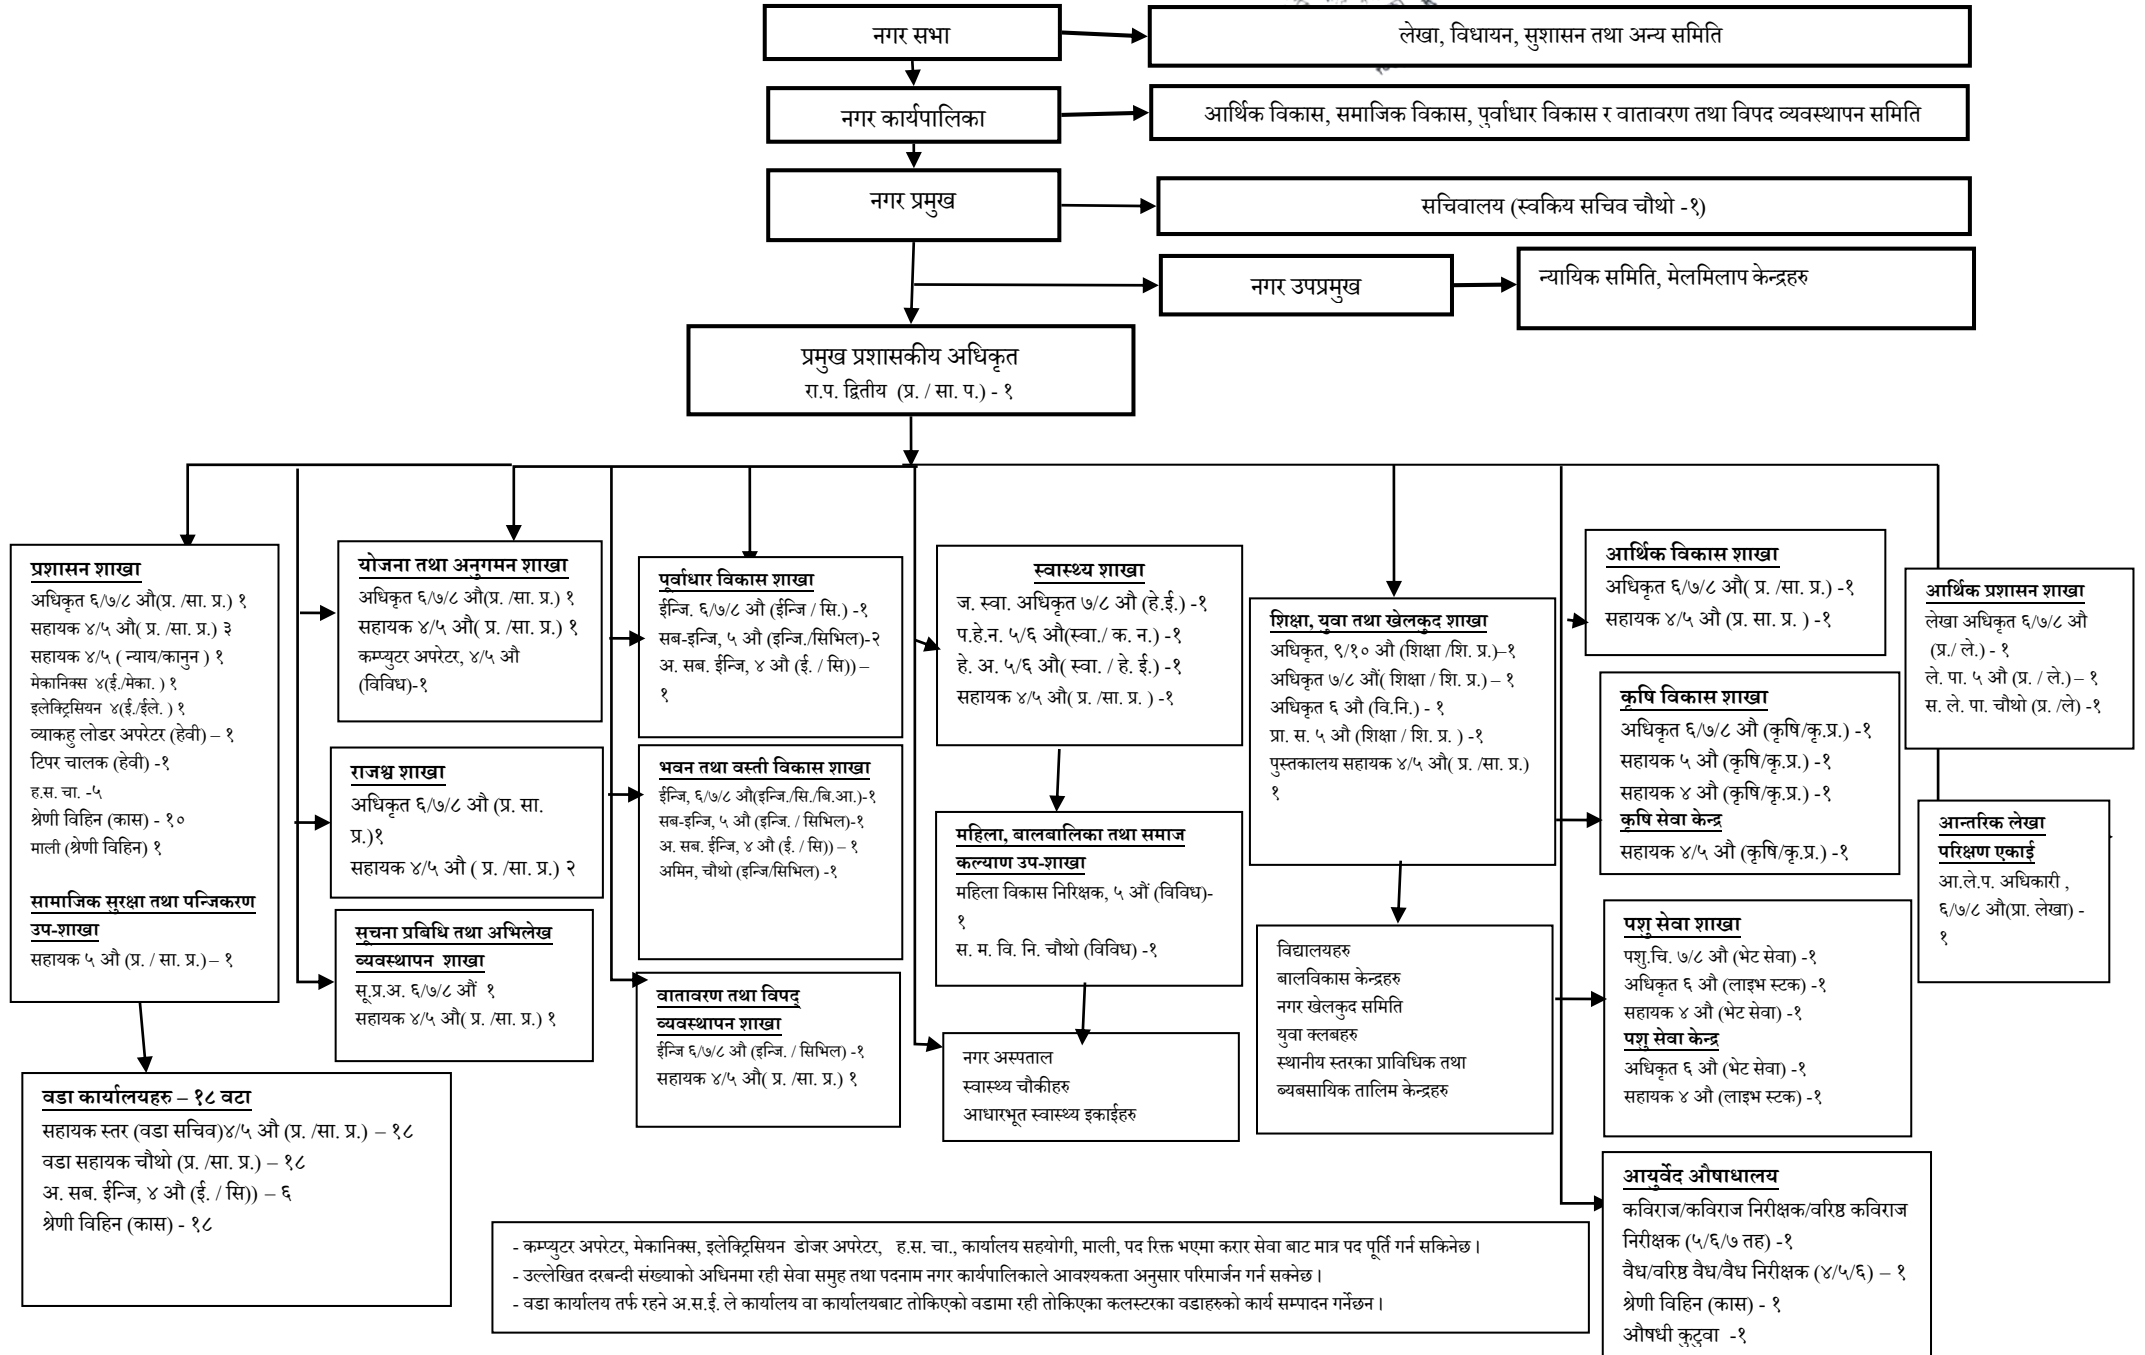 नगर सभा
लेखा, विधायन, सुशासन तथा अन्य समिति
नगर कार्यपालिका
आर्थिक विकास, समाजिक विकास, पुर्वाधार विकास र वातावरण तथा विपद व्यवस्थापन समिति
नगर प्रमुख
सचिवालय (स्वकिय सचिव चौथो -१)
नगर उपप्रमुख
न्यायिक समिति, मेलमिलाप केन्द्रहरु
प्रमुख प्रशासकीय अधिकृत
रा.प. द्वितीय (प्र. / सा. प.) - १
प्रशासन शाखा
अधिकृत ६/७/८ औ(प्र. /सा. प्र.) १
सहायक ४/५ औ( प्र. /सा. प्र.) ३
सहायक ४/५ ( न्याय/कानुन ) १
मेकानिक्स ४(ई./मेका. ) १
इलेक्ट्रिसियन ४(ई./ईले. ) १
व्याकहु लोडर अपरेटर (हेवी) – १
टिपर चालक (हेवी) -१
ह.स. चा. -५
श्रेणी विहिन (कास) - १०
माली (श्रेणी विहिन) १
सामाजिक सुरक्षा तथा पन्जिकरण
उप-शाखा
सहायक ५ औ (प्र. / सा. प्र.) – १
वडा कार्यालयहरु – १८ वटा
सहायक स्तर (वडा सचिव)४/५ औ (प्र. /सा. प्र.) – १८
वडा सहायक चौथो (प्र. /सा. प्र.) – १८
अ. सब. ईन्जि, ४ औ (ई. / सि)) – ६
श्रेणी विहिन (कास) - १८
योजना तथा अनुगमन शाखा
अधिकृत ६/७/८ औ(प्र. /सा. प्र.) १
सहायक ४/५ औ( प्र. /सा. प्र.) १
कम्प्युटर अपरेटर, ४/५ औ
(विविध)-१
राजश्व शाखा
अधिकृत ६/७/८ औ (प्र. सा.
प्र.)१
सहायक ४/५ औ ( प्र. /सा. प्र.) २
सूचना प्रबिधि तथा अभिलेख
व्यवस्थापन शाखा
सू.प्र.अ. ६/७/८ औं १
सहायक ४/५ औ( प्र. /सा. प्र.) १
पूर्वाधार विकास शाखा
ईन्जि. ६/७/८ औ (ईन्जि / सि.) -१
सब-इन्जि, ५ औ (इन्जि./सिभिल)-२
अ. सब. ईन्जि, ४ औ (ई. / सि)) –
१
भवन तथा वस्ती विकास शाखा
ईन्जि, ६/७/८ औ(इन्जि./सि./बि.आ.)-१
सब-इन्जि, ५ औ (इन्जि. / सिभिल)-१
अ. सब. ईन्जि, ४ औ (ई. / सि)) – १
अमिन, चौथो (इन्जि/सिभिल) -१
वातावरण तथा विपद्
व्यवस्थापन शाखा
ईन्जि ६/७/८ औ (इन्जि. / सिभिल) -१
सहायक ४/५ औ( प्र. /सा. प्र.) १
स्वास्थ्य शाखा
ज. स्वा. अधिकृत ७/८ औ (हे.ई.) -१
प.हे.न. ५/६ औ(स्वा./ क. न.) -१
हे. अ. ५/६ औ( स्वा. / हे. ई.) -१
सहायक ४/५ औ( प्र. /सा. प्र.) -१
महिला, बालबालिका तथा समाज
कल्याण उप-शाखा
महिला विकास निरिक्षक, ५ औं (विविध)-
१
स. म. वि. नि. चौथो (विविध) -१
नगर अस्पताल
स्वास्थ्य चौकीहरु
आधारभूत स्वास्थ्य इकाईहरु
शिक्षा, युवा तथा खेलकुद शाखा
अधिकृत, ९/१० औ (शिक्षा /शि. प्र.)–१
अधिकृत ७/८ औं( शिक्षा / शि. प्र.) – १
अधिकृत ६ औ (वि.नि.) - १
प्रा. स. ५ औ (शिक्षा / शि. प्र. ) -१
पुस्तकालय सहायक ४/५ औ( प्र. /सा. प्र.)
१
विद्यालयहरु
बालविकास केन्द्रहरु
नगर खेलकुद समिति
युवा क्लबहरु
स्थानीय स्तरका प्राविधिक तथा
ब्यबसायिक तालिम केन्द्रहरु
आर्थिक विकास शाखा
अधिकृत ६/७/८ औ( प्र. /सा. प्र.) -१
सहायक ४/५ औ (प्र. सा. प्र. ) -१
कृषि विकास शाखा
अधिकृत ६/७/८ औ (कृषि/कृ.प्र.) -१
सहायक ५ औ (कृषि/कृ.प्र.) -१
सहायक ४ औ (कृषि/कृ.प्र.) -१
कृषि सेवा केन्द्र
सहायक ४/५ औ (कृषि/कृ.प्र.) -१
पशु सेवा शाखा
पशु.चि. ७/८ औ (भेट सेवा) -१
अधिकृत ६ औ (लाइभ स्टक) -१
सहायक ४ औ (भेट सेवा) -१
पशु सेवा केन्द्र
अधिकृत ६ औ (भेट सेवा) -१
सहायक ४ औ (लाइभ स्टक) -१
आयुर्वेद औषाधालय
कविराज/कविराज निरीक्षक/वरिष्ठ कविराज
निरीक्षक (५/६/७ तह) -१
वैध/वरिष्ठ वैध/वैध निरीक्षक (४/५/६) – १
श्रेणी विहिन (कास) - १
औषधी कुटुवा -१
आर्थिक प्रशासन शाखा
लेखा अधिकृत ६/७/८ औ
(प्र./ ले.) - १
ले. पा. ५ औ (प्र. / ले.) – १
स. ले. पा. चौथो (प्र. /ले) -१
आन्तरिक लेखा
परिक्षण एकाई
आ.ले.प. अधिकारी ,
६/७/८ औ(प्रा. लेखा) -
१
- कम्प्युटर अपरेटर, मेकानिक्स, इलेक्ट्रिसियन डोजर अपरेटर, ह.स. चा., कार्यालय सहयोगी, माली, पद रिक्त भएमा करार सेवा बाट मात्र पद पूर्ति गर्न सकिनेछ।
- उल्लेखित दरबन्दी संख्याको अधिनमा रही सेवा समुह तथा पदनाम नगर कार्यपालिकाले आवश्यकता अनुसार परिमार्जन गर्न सक्नेछ।
- वडा कार्यालय तर्फ रहने अ.स.ई. ले कार्यालय वा कार्यालयबाट तोकिएको वडामा रही तोकिएका कलस्टरका वडाहरुको कार्य सम्पादन गर्नेछन।